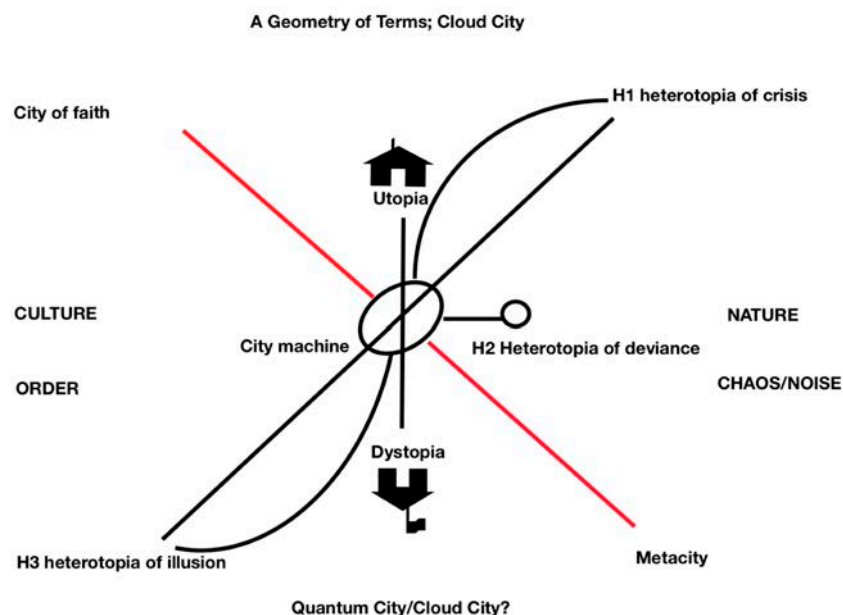 A Geometry of Terms; Cloud City
H1 heterotopia of crisis
City of faith
Utopia
CULTURE
NATURE
City machine
H2 Heterotopia of deviance
ORDER
CHAOS/NOISE
Dystopia
H3 heterotopia of illusion
Metacity
Quantum City/Cloud City?